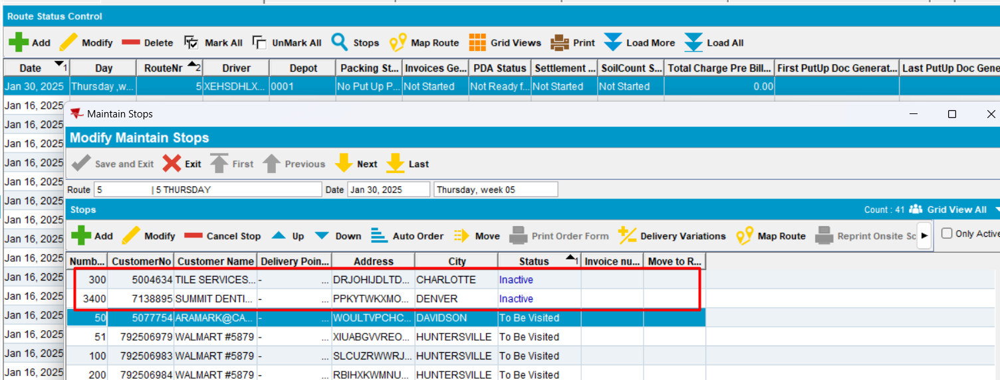 Route Status Control
Add Modify Delete Mark All UnMark All Stops Map Route Grid Views Print Load More Load All
Date 1 Day RouteNr 2 Driver Depot Packing St... Invoices Ge... PDA Status Settlement ... SoilCount S... Total Charge Pre Bill... First PutUp Doc Generat... Last PutUp Doc Gene
Jan 30, 2025 Thursday ,w... 5 XEHSDHLX... 0001 No Put Up P... Not Started Not Ready f... Not Started Not Started 0.00
Jan 16, 2025
Maintain Stops
Jan 16, 2025
Modify Maintain Stops
Jan 16, 2025
Jan 16, 2025
Save and Exit Exit First Previous Next Last
Jan 16, 2025
Route 5 | 5 THURSDAY Date Jan 30, 2025 Thursday, week 05
Jan 16, 2025
Stops Count : 41 Grid View All
Jan 16, 2025
Jan 16, 2025
Add Modify Cancel Stop Up Down Auto Order Move Print Order Form Delivery Variations Map Route Reprint Onsite Sc Only Active
Jan 16, 2025
Numb... CustomerNo Customer Name Delivery Poin... Address City Status 1 Invoice nu... Move to R...
Jan 16, 2025 300 5004634 TILE SERVICES... - ... DRJOHIJDLTD... CHARLOTTE Inactive
Jan 16, 2025 3400 7138895 SUMMIT DENTI... - ... PPKYTWKXMO... DENVER Inactive
Jan 16, 2025 50 5077754 ARAMARK@CA... - ... WOULTVPCHC... DAVIDSON To Be Visited
Jan 16, 2025 51 792506979 WALMART #5879 - ... XIUABGVVREO... HUNTERSVILLE To Be Visited
Jan 16, 2025 100 792506983 WALMART #5879 - ... SLCUZRWWRJ... HUNTERSVILLE To Be Visited
Jan 16, 2025 200 792506984 WALMART #5879 - ... RBIHXKWMNU... HUNTERSVILLE To Be Visited